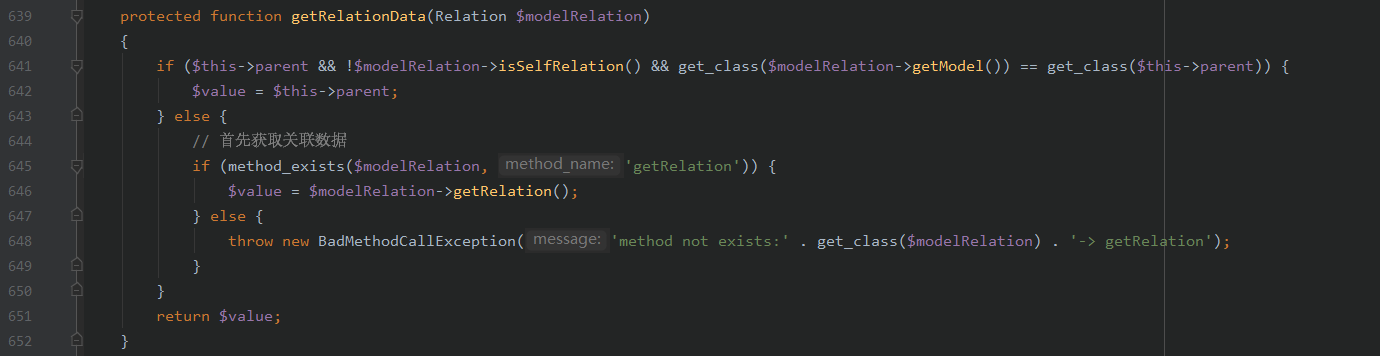 639 protected function getRelationData(Relation $modelRelation)
640 {
641 if ($this->parent && !$modelRelation->isSelfRelation() && get_class($modelRelation->getModel()) == get_class($this->parent)) {
642 $value = $this->parent;
643 } else {
644 // 首先获取关联数据
645 if (method_exists($modelRelation, method_name: 'getRelation')) {
646 $value = $modelRelation->getRelation();
647 } else {
648 throw new BadMethodCallException( message: 'method not exists:' . get_class($modelRelation) . '-> getRelation');
649 }
650 }
651 return $value;
652 }